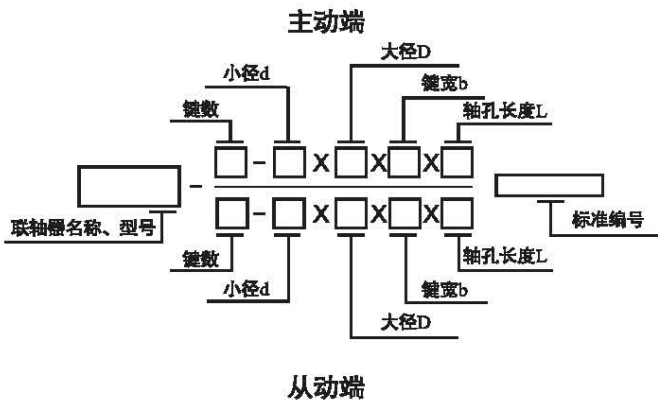 主动端
大径D
小径d
键宽b
键数
轴孔长度L
- X X X
-
- X X X
联轴器名称、型号
标准编号
键数
轴孔长度L
小径d
键宽b
大径D
从动端